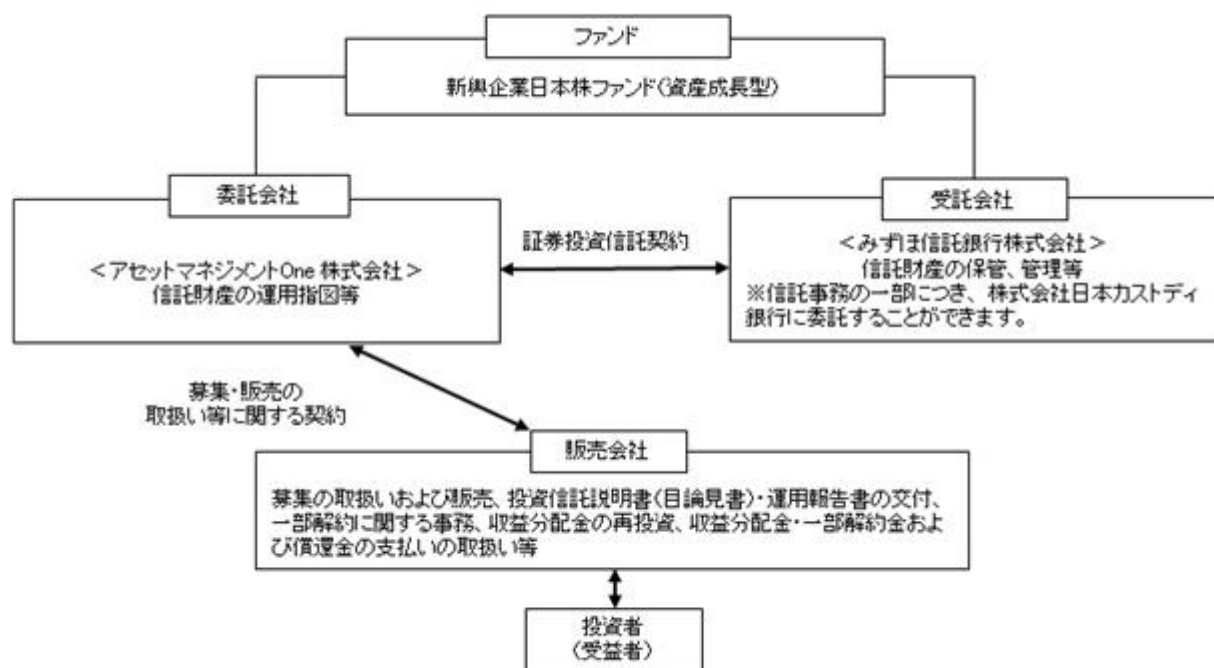 ファンド
新興企業日本株ファンド(資産成長型)
委託会社
<アセットマネジメントOne 株式会社>
信託財産の運用指図等
証券投資信託契約
受託会社
<みずほ信託銀行株式会社>
信託財産の保管、管理等
※信託事務の一部につき、株式会社日本カストディ
銀行に委託することができます。
募集・販売の
取扱い等に関する契約
販売会社
募集の取扱いおよび販売、投資信託説明書(目論見書)・運用報告書の交付、
一部解約に関する事務、収益分配金の再投資、収益分配金・一部解約金およ
び償還金の支払いの取扱い等
投資者
(受益者)